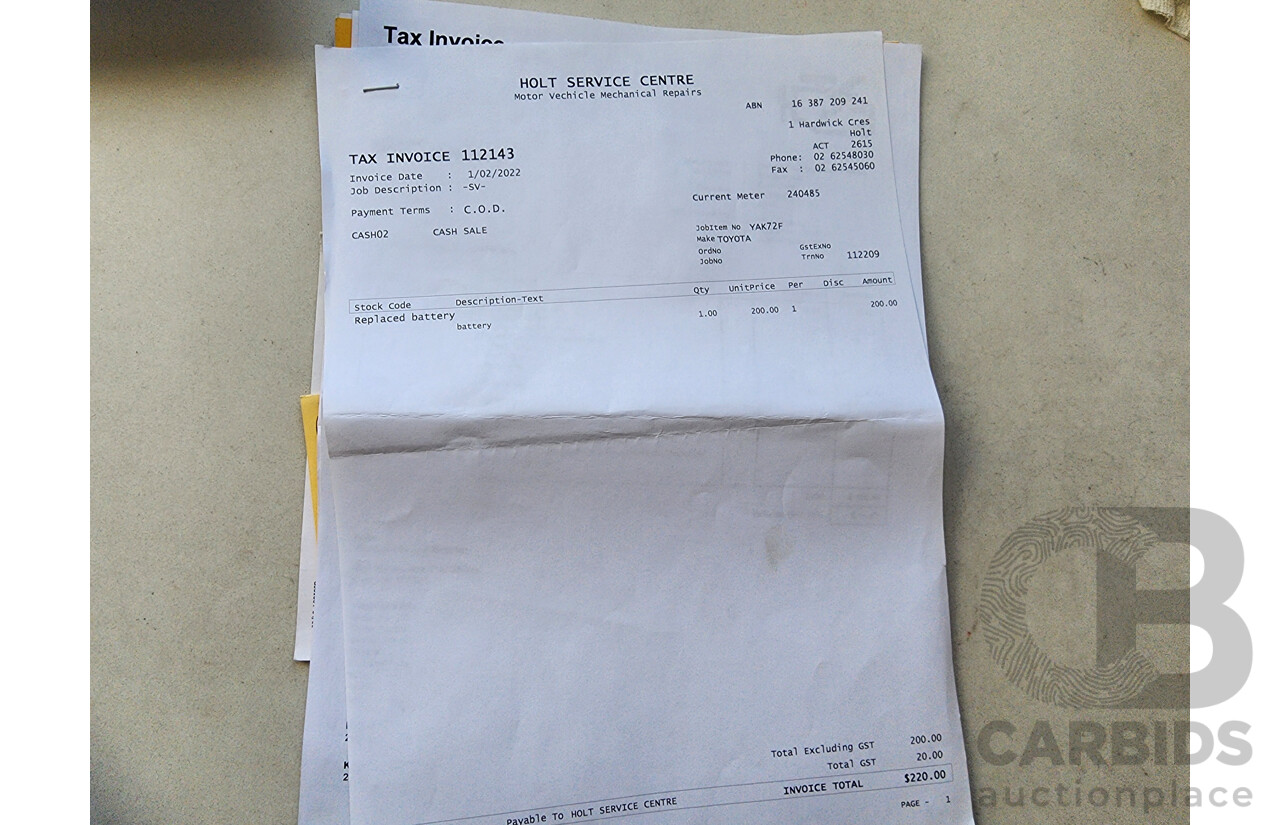 Tax Invoice
HOLT SERVICE CENTRE
Motor Vechicle Mechanical Repairs
ABN 16 387 209 241
1 Hardwick Cres
Holt
ACT 2615
Phone: 02 62548030
Fax : 02 62545060
TAX INVOICE 112143
Invoice Date : 1/02/2022
Job Description : -SV-
Current Meter 240485
Payment Terms : C.O.D.
CASH02 CASH SALE
JobItem No YAK72F
Make TOYOTA
OrdNo GstExNo
JobNo TrnNo 112209
Stock Code Description-Text Qty UnitPrice Per Disc Amount
Replaced battery 1.00 200.00 1 200.00
battery
Total Excluding GST 200.00
Total GST 20.00
INVOICE TOTAL $220.00
Payable TO HOLT SERVICE CENTRE
PAGE - 1
CB
CARBIDS
auctionplace